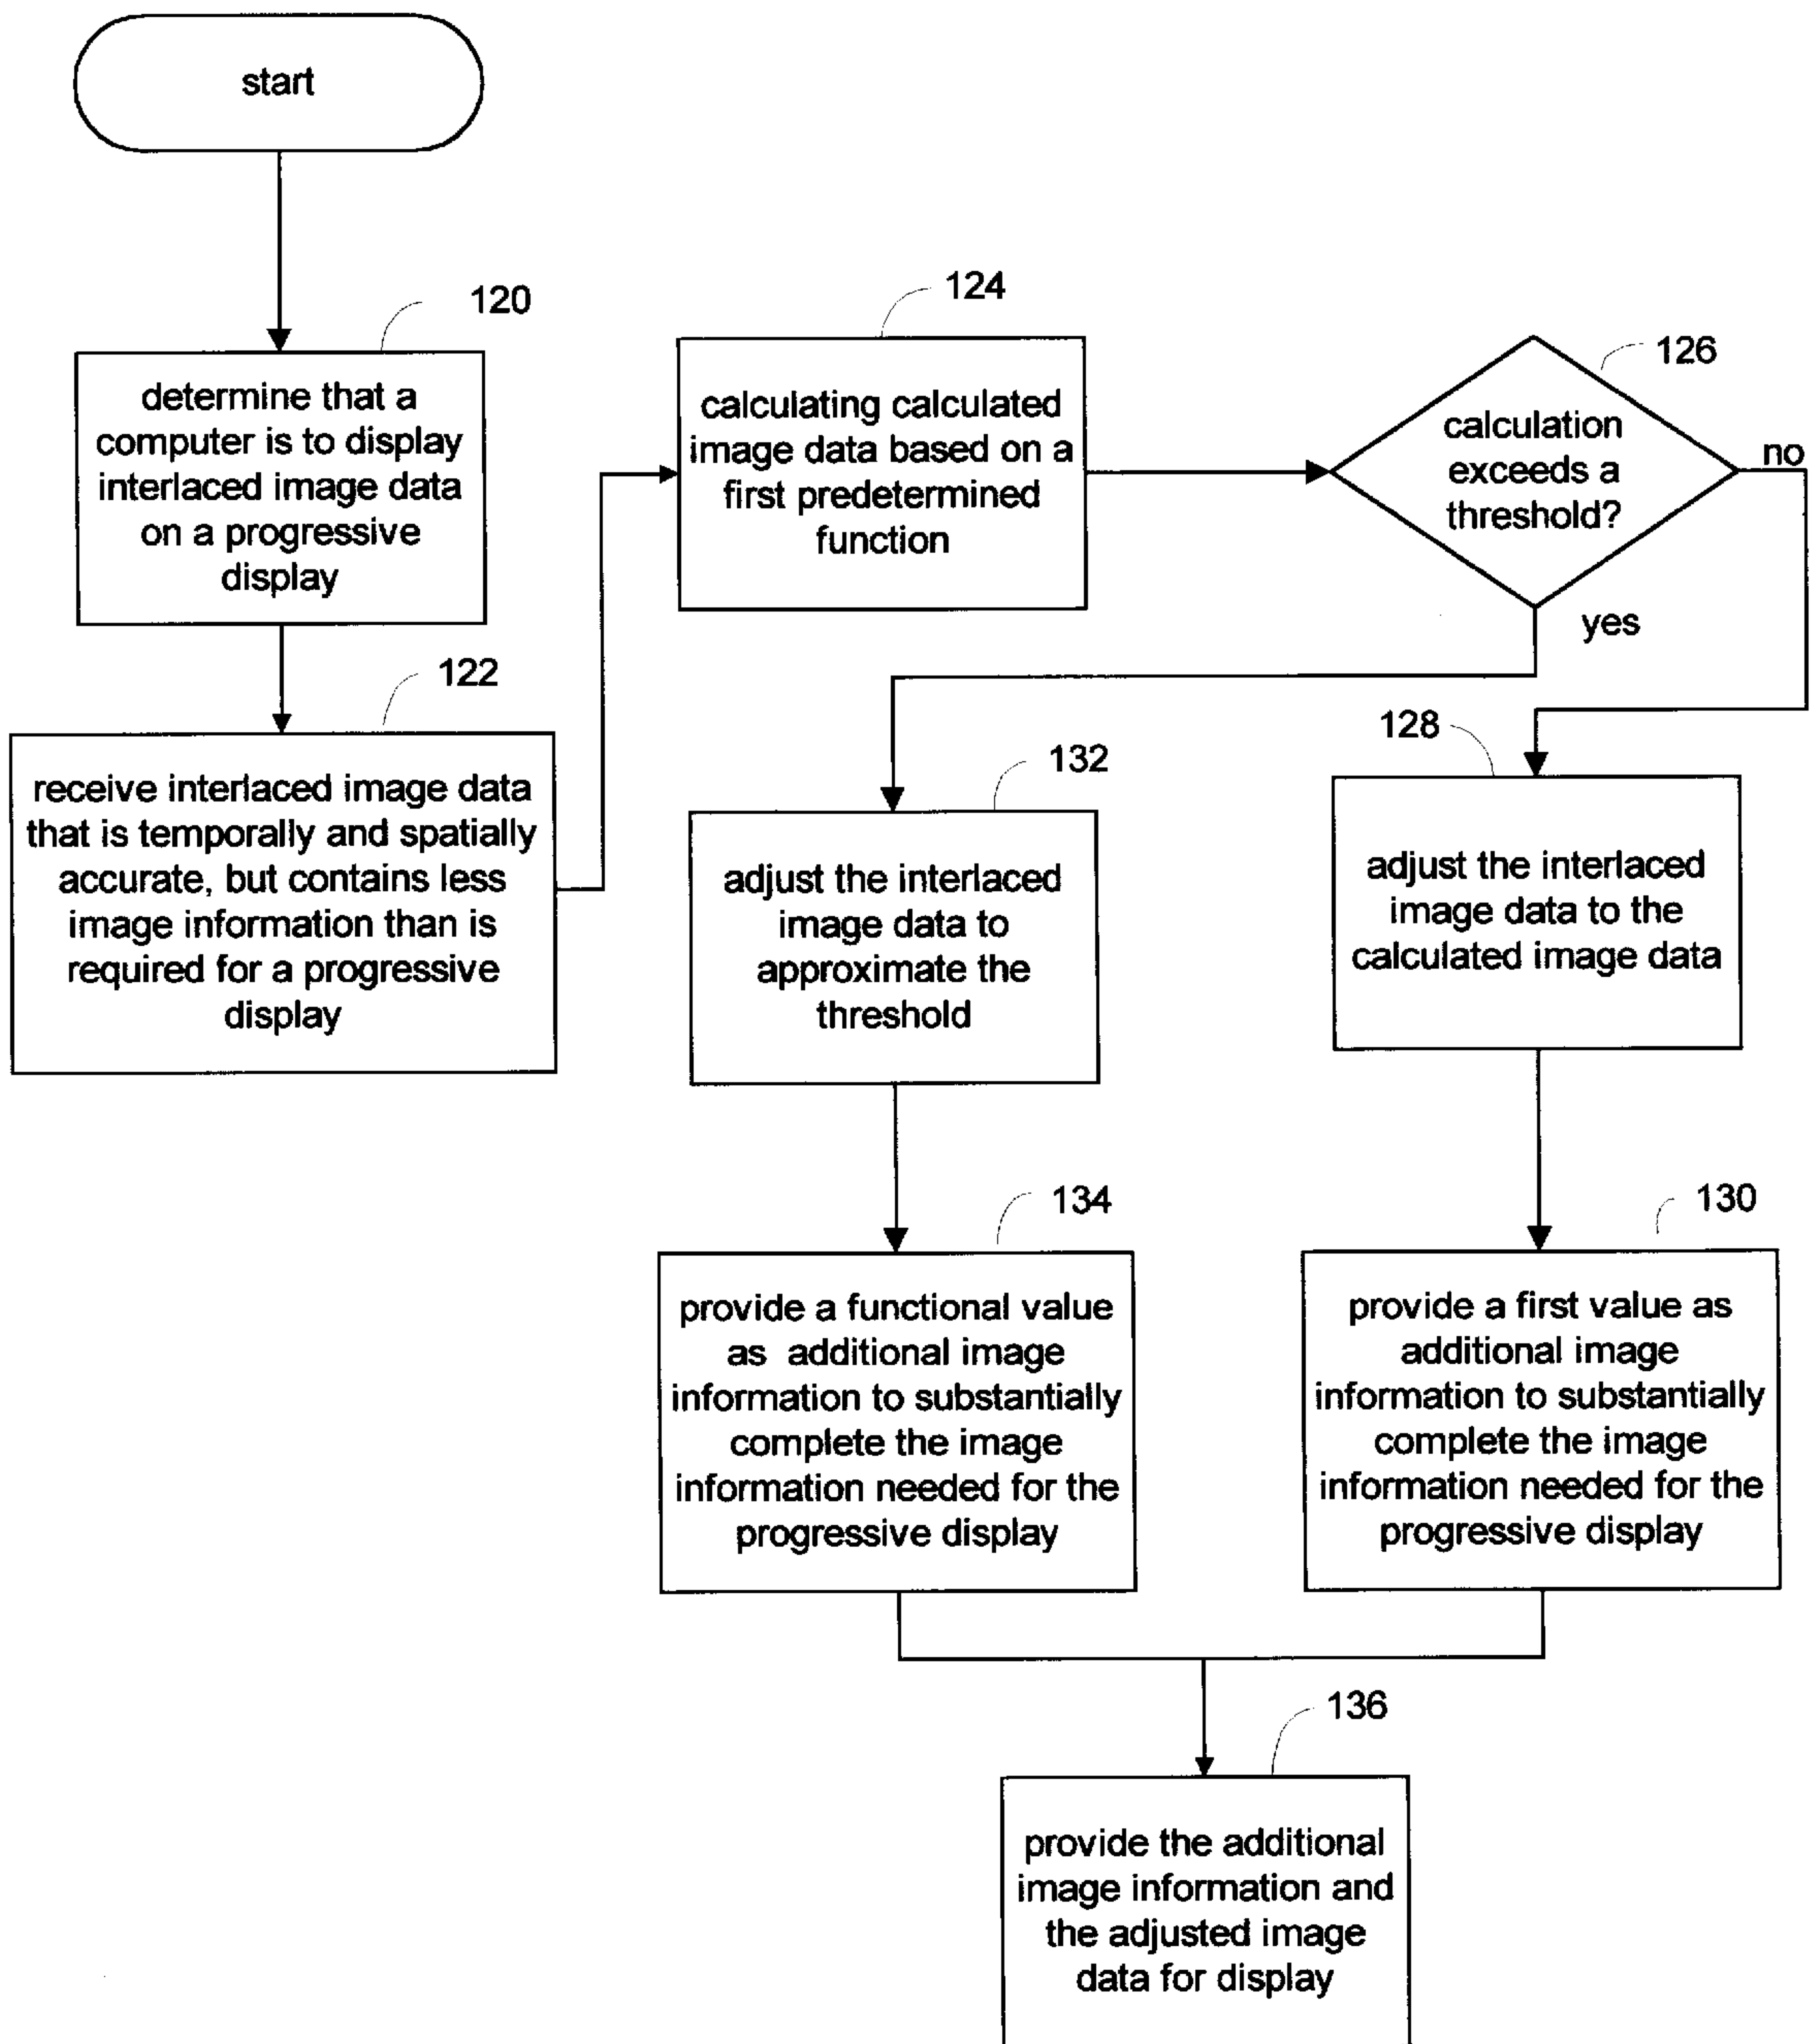 start
120
determine that a
computer is to display
interlaced image data
on a progressive
display
122
receive interlaced image data
that is temporally and spatially
accurate, but contains less
image information than is
required for a progressive
display
124
calculating calculated
image data based on a
first predetermined
function
126
calculation
exceeds a
threshold?
no
yes
132
adjust the interlaced
image data to
approximate the
threshold
128
adjust the interlaced
image data to the
calculated image data
134
provide a functional value
as additional image
information to substantially
complete the image
information needed for the
progressive display
130
provide a first value as
additional image
information to substantially
complete the image
information needed for the
progressive display
136
provide the additional
image information and
the adjusted image
data for display